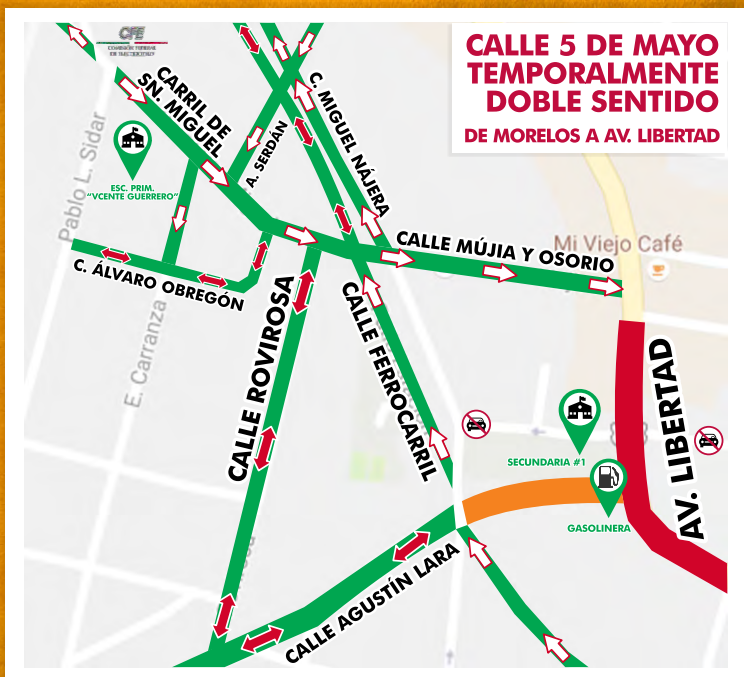 CFE
CALLE 5 DE MAYO
TEMPORALMENTE
DOBLE SENTIDO
DE MORELOS A AV. LIBERTAD
CARRIL DE
SN. MIGUEL
C. MIGUEL NÁJERA
A. SERDÁN
Pablo L. Sidar
ESC. PRIM.
"VCENTE GUERRERO"
CALLE MÚJIA Y OSORIO
Mi Viejo Café
C. ÁLVARO OBREGÓN
E. Carranza
CALLE ROVIROSA
CALLE FERROCARRIL
AV. LIBERTAD
SECUNDARIA #1
GASOLINERA
CALLE AGUSTÍN LARA